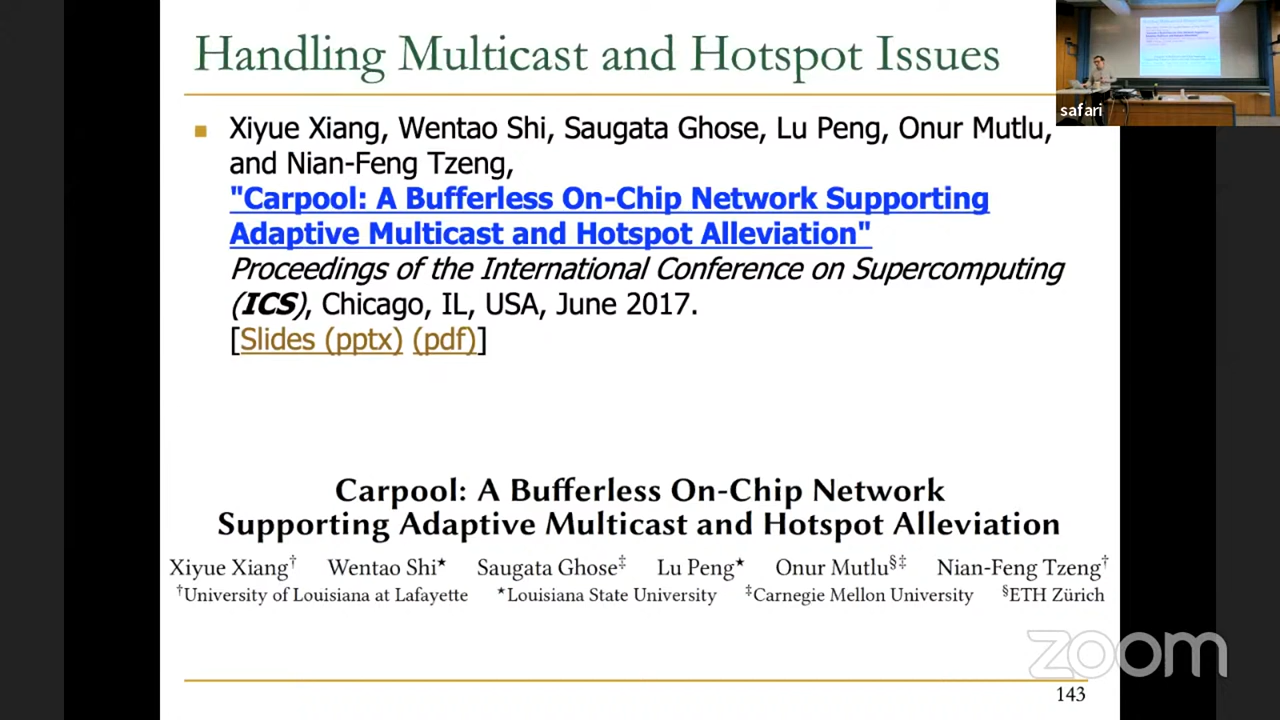 Handling Multicast and Hotspot Issues
safari
Xiyue Xiang, Wentao Shi, Saugata Ghose, Lu Peng, Onur Mutlu,
and Nian-Feng Tzeng,
"Carpool: A Bufferless On-Chip Network Supporting
Adaptive Multicast and Hotspot Alleviation"
Proceedings of the International Conference on Supercomputing
(ICS), Chicago, IL, USA, June 2017.
[Slides (pptx) (pdf)]
Carpool: A Bufferless On-Chip Network
Supporting Adaptive Multicast and Hotspot Alleviation
Xiyue Xiang† Wentao Shi★ Saugata Ghose‡ Lu Peng★ Onur Mutlu§‡ Nian-Feng Tzeng†
†University of Louisiana at Lafayette ★Louisiana State University ‡Carnegie Mellon University §ETH Zürich
zoom
143